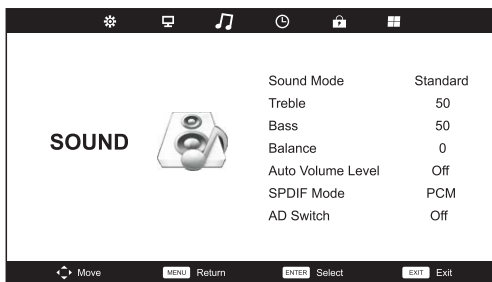 SOUND
Sound Mode Standard
Treble 50
Bass 50
Balance 0
Auto Volume Level Off
SPDIF Mode PCM
AD Switch Off
Move MENU Return ENTER Select EXIT Exit